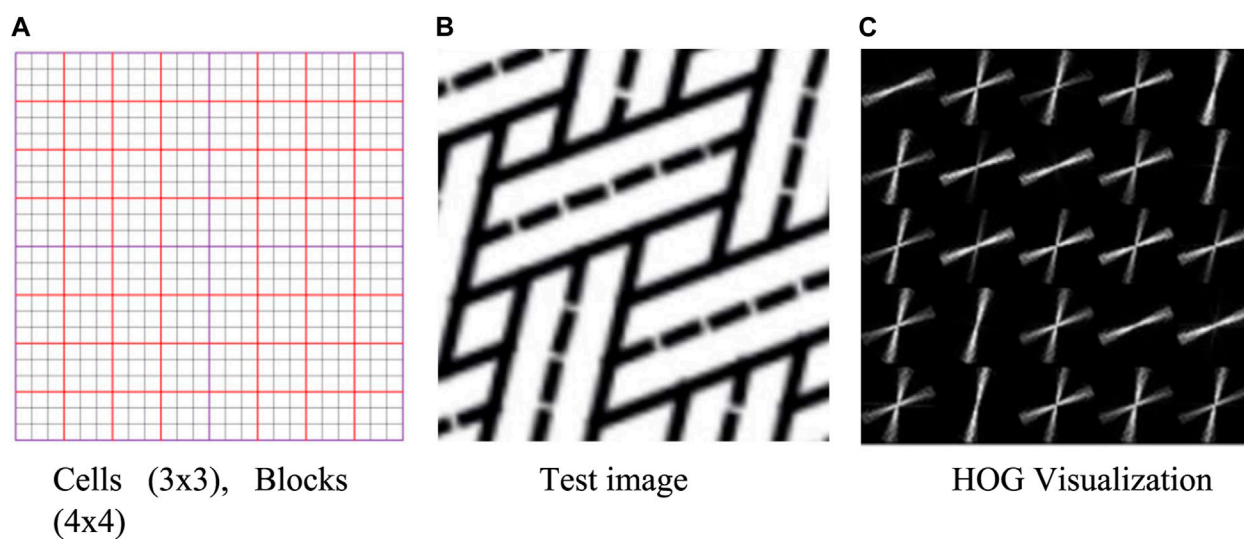 A
B
C
Cells (3x3), Blocks
(4x4)
Test image
HOG Visualization